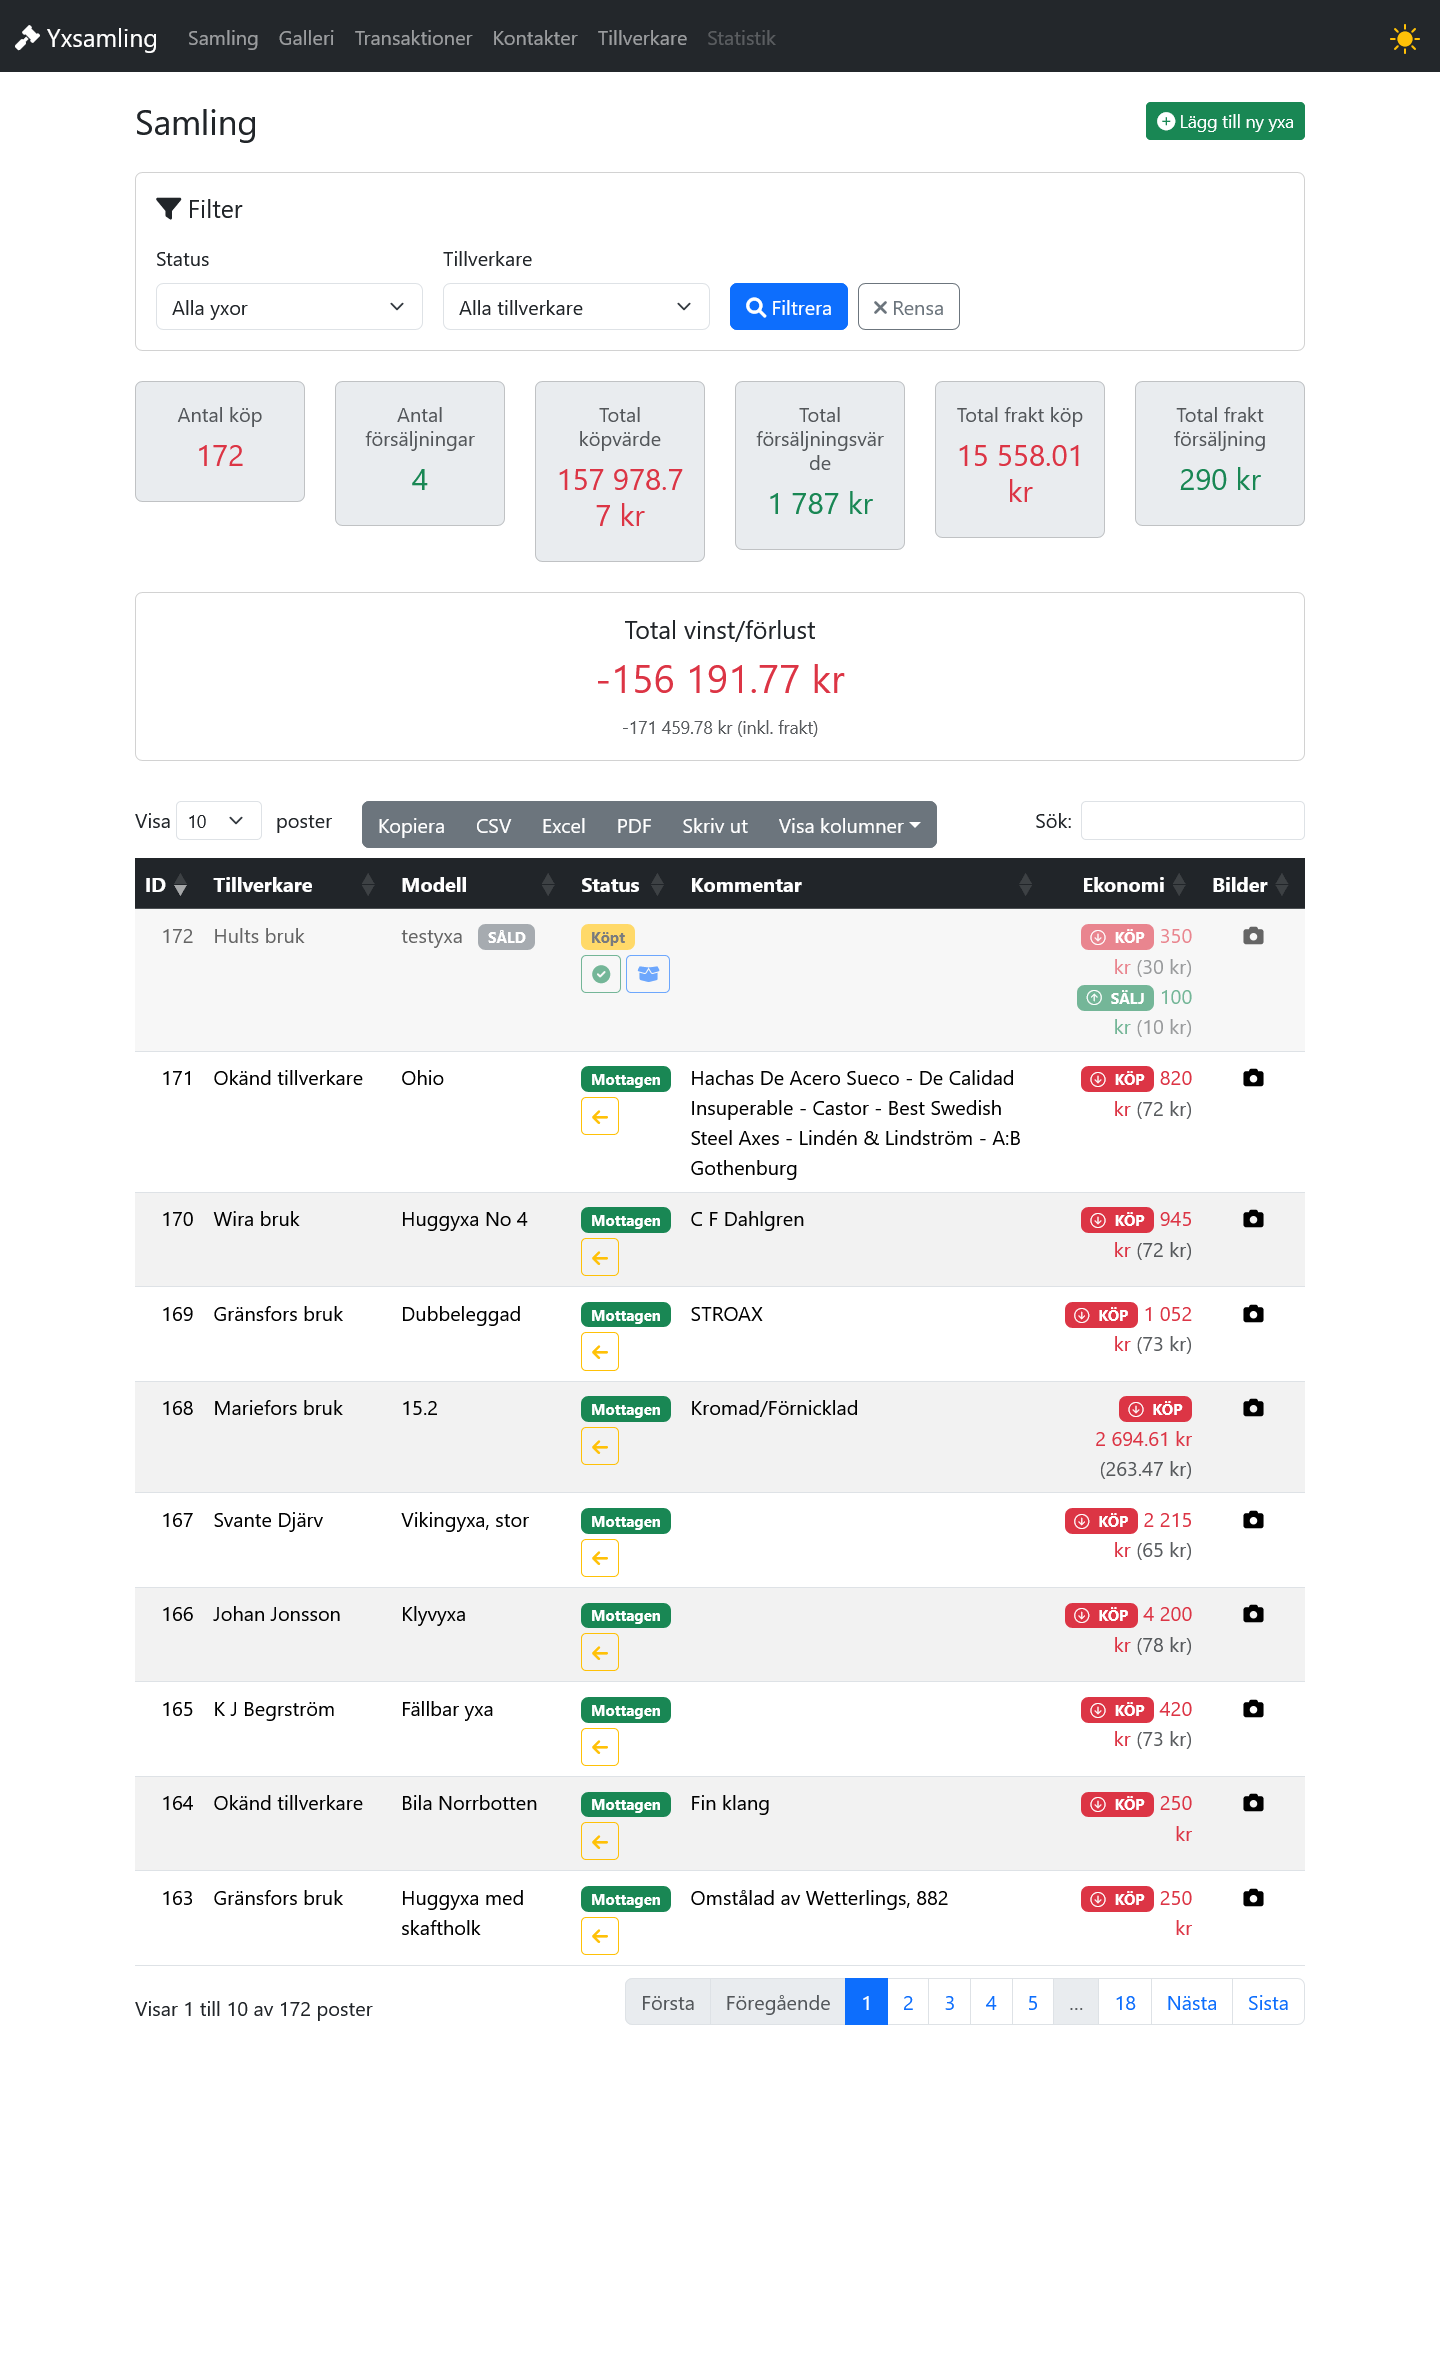 Yxsamling Samling Galleri Transaktioner Kontakter Tillverkare Statistik
Samling
Lägg till ny yxa
Filter
Status
Tillverkare
Alla yxor
Alla tillverkare
Filtrera
Rensa
Antal köp
172
Antal
försäljningar
4
Total
köpvärde
157 978.7
7 kr
Total
försäljningsvär
de
1 787 kr
Total frakt köp
15 558.01
kr
Total frakt
försäljning
290 kr
Total vinst/förlust
-156 191.77 kr
-171 459.78 kr (inkl. frakt)
Visa 10 poster
Kopiera CSV Excel PDF Skriv ut Visa kolumner
Sök:
ID Tillverkare Modell Status Kommentar Ekonomi Bilder
172 Hults bruk testyxa SÅLD Köpt KÖP 350
kr (30 kr)
SÄLJ 100
kr (10 kr)
171 Okänd tillverkare Ohio Mottagen Hachas De Acero Sueco - De Calidad KÖP 820
Insuperable - Castor - Best Swedish kr (72 kr)
Steel Axes - Lindén & Lindström - A:B
Gothenburg
170 Wira bruk Huggyxa No 4 Mottagen C F Dahlgren KÖP 945
kr (72 kr)
169 Gränsfors bruk Dubbeleggad Mottagen STROAX KÖP 1 052
kr (73 kr)
168 Mariefors bruk 15.2 Mottagen Kromad/Förnicklad KÖP
2 694.61 kr
(263.47 kr)
167 Svante Djärv Vikingyxa, stor Mottagen KÖP 2 215
kr (65 kr)
166 Johan Jonsson Klyvyxa Mottagen KÖP 4 200
kr (78 kr)
165 K J Begrström Fällbar yxa Mottagen KÖP 420
kr (73 kr)
164 Okänd tillverkare Bila Norrbotten Mottagen Fin klang KÖP 250
kr
163 Gränsfors bruk Huggyxa med Mottagen Omstålad av Wetterlings, 882 KÖP 250
skaftholk kr
Visar 1 till 10 av 172 poster
Första Föregående 1 2 3 4 5 … 18 Nästa Sista